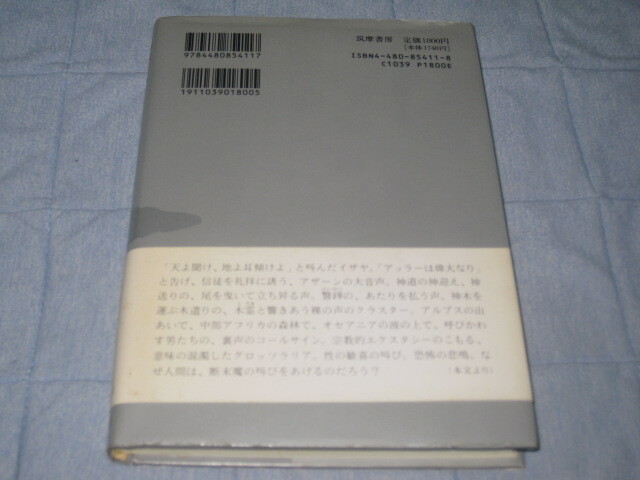 筑摩書房 定価1800円
〔本体1748円〕
ISBN4-480-85411-8
C1039 P1800E
9784480854117
1911039018005
「天よ聞け、地よ耳傾けよ」と叫んだイザヤ。「アッラーは偉大なり」
と告げ、信徒を礼拝に誘う、アザーンの大音声。神道の神迎え、神
送りの、尾を曳いて立ち昇る声。警蹕の、あたりを払う声。神木を
運ぶ木遣りの、木霊と響きあう裸の声のクラスター。アルプスの山
あいで、中部アフリカの森林で、オセアニアの波の上で、呼びかわ
す男たちの、裏声のコールサイン。宗教的エクスタシーのこもる、
意味の混濁したグロッソラリア。性の歓喜の叫び、恐怖の悲鳴。な
ぜ人間は、断末魔の叫びをあげるのだろう？ （本文より）